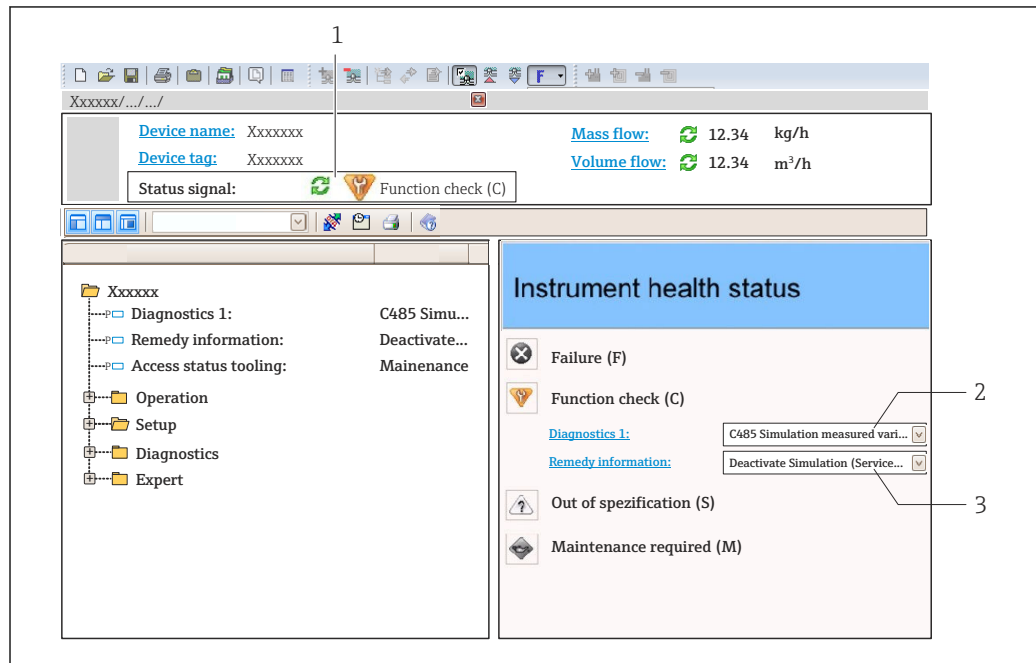 1
F
Xxxxxx/.../.../
Device name: Xxxxxxx
Mass flow: 12.34 kg/h
Device tag: Xxxxxxx
Volume flow: 12.34 m³/h
Status signal: Function check (C)
Xxxxxx
Diagnostics 1: C485 Simu...
Remedy information: Deactivate...
Access status tooling: Mainenance
Operation
Setup
Diagnostics
Expert
Instrument health status
Failure (F)
Function check (C)
2
Diagnostics 1: C485 Simulation measured vari...
Remedy information: Deactivate Simulation (Service...
3
Out of spezification (S)
Maintenance required (M)